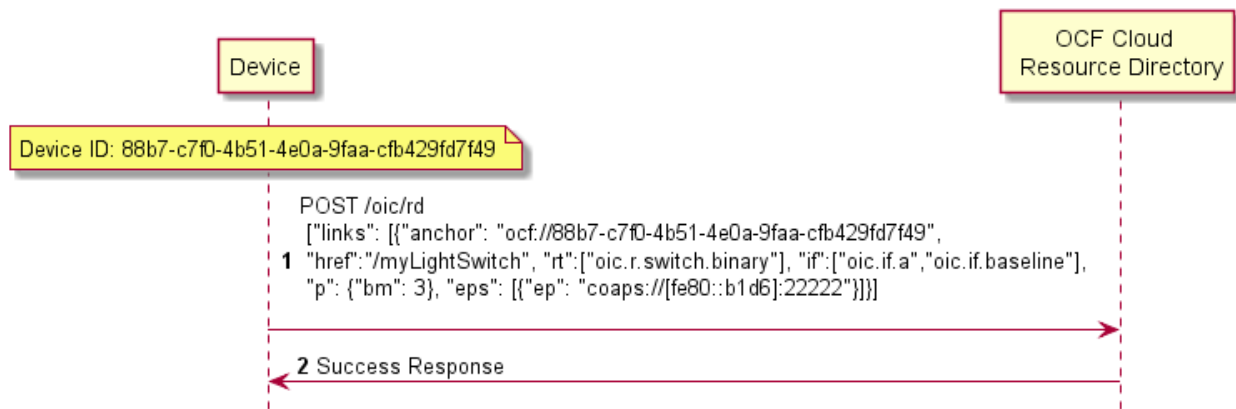 Device
OCF Cloud
Resource Directory
Device ID: 88b7-c7f0-4b51-4e0a-9faa-cfb429fd7f49
POST /oic/rd
["links": [{"anchor": "ocf://88b7-c7f0-4b51-4e0a-9faa-cfb429fd7f49",
1 "href":"/myLightSwitch", "rt":["oic.r.switch.binary"], "if":["oic.if.a","oic.if.baseline"],
"p": {"bm": 3}, "eps": [{"ep": "coaps://[fe80::b1d6]:22222"}]}]
2 Success Response